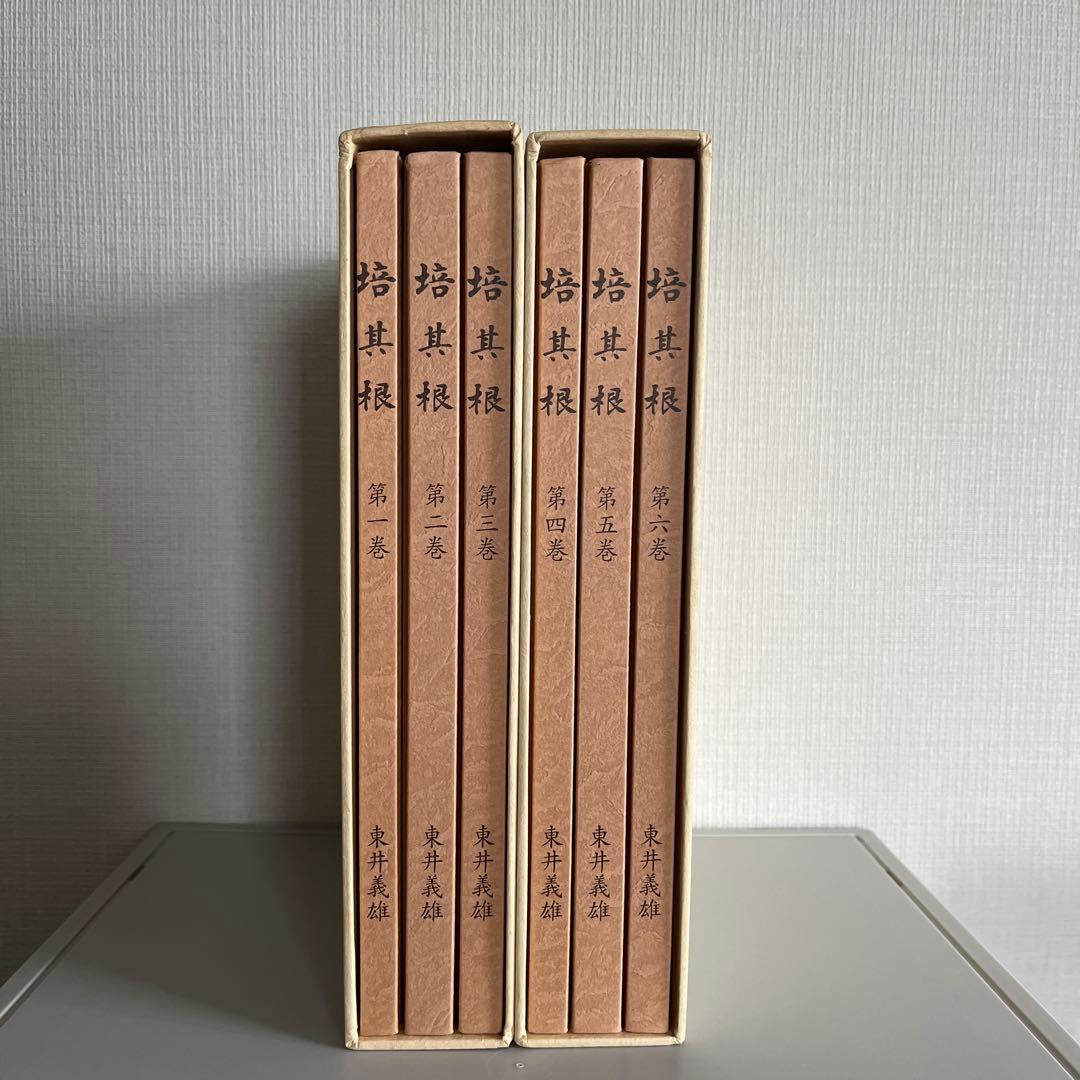 培其根 第一巻 東井義雄
培其根 第二巻 東井義雄
培其根 第三巻 東井義雄
培其根 第四巻 東井義雄
培其根 第五巻 東井義雄
培其根 第六巻 東井義雄